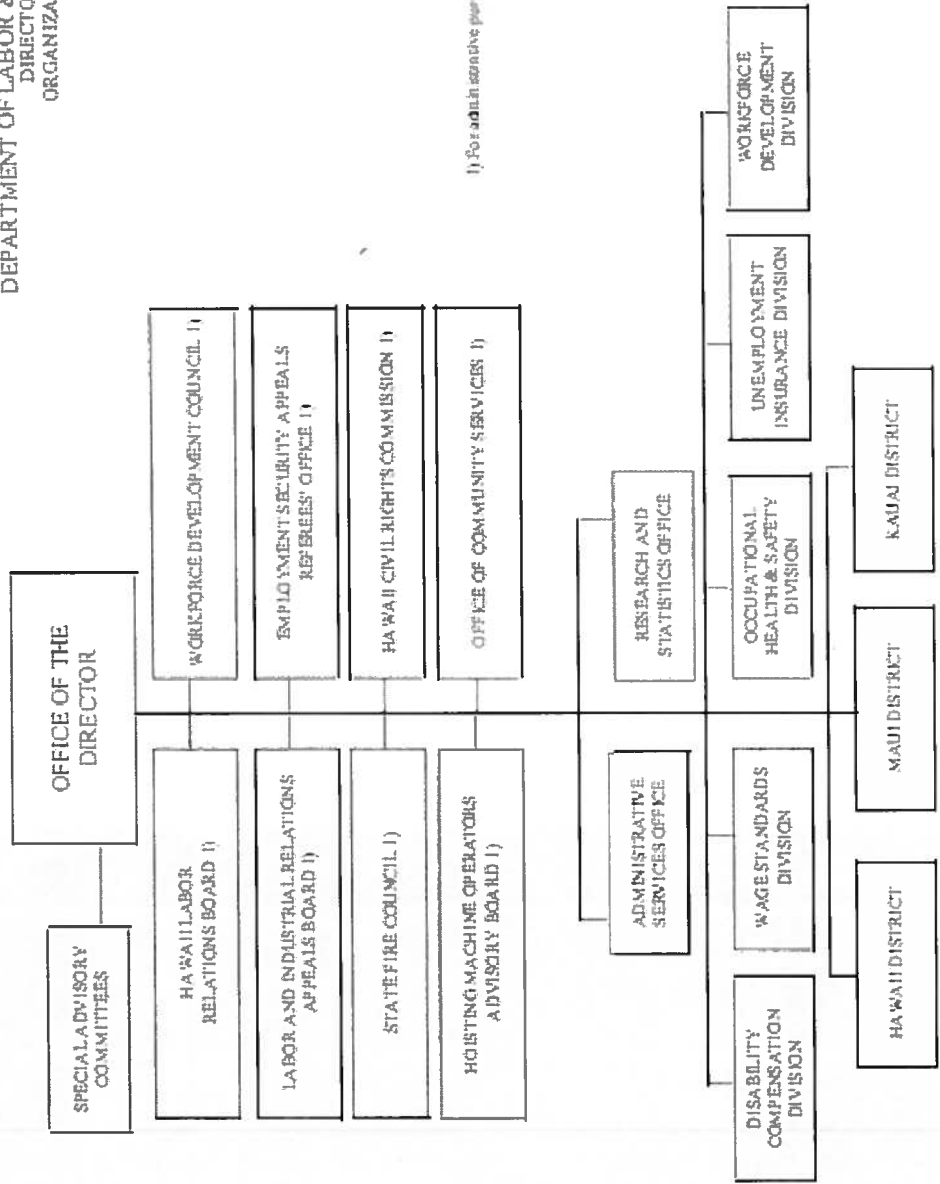 DEPARTMENT OF LABOR &
DIRECTO
ORGANIZA
OFFICE OF THE
DIRECTOR
SPECIAL ADVISORY
COMMITTEES
HAWAII LABOR
RELATIONS BOARD 1)
WORKFORCE DEVELOPMENT COUNCIL 1)
LABOR AND INDUSTRIAL RELATIONS
APPEALS BOARD 1)
EMPLOYMENT SECURITY APPEALS
REFEREES' OFFICE 1)
STATE FIRE COUNCIL 1)
HAWAII CIVIL RIGHTS COMMISSION 1)
HOISTING MACHINE OPERATORS
ADVISORY BOARD 1)
OFFICE OF COMMUNITY SERVICES 1)
1) For administrative pur
ADMINISTRATIVE
SERVICES OFFICE
RESEARCH AND
STATISTICS OFFICE
DISABILITY
COMPENSATION
DIVISION
WAGE STANDARDS
DIVISION
OCCUPATIONAL
HEALTH & SAFETY
DIVISION
UNEMPLOYMENT
INSURANCE DIVISION
WORKFORCE
DEVELOPMENT
DIVISION
HAWAII DISTRICT
MAUI DISTRICT
KAUAI DISTRICT